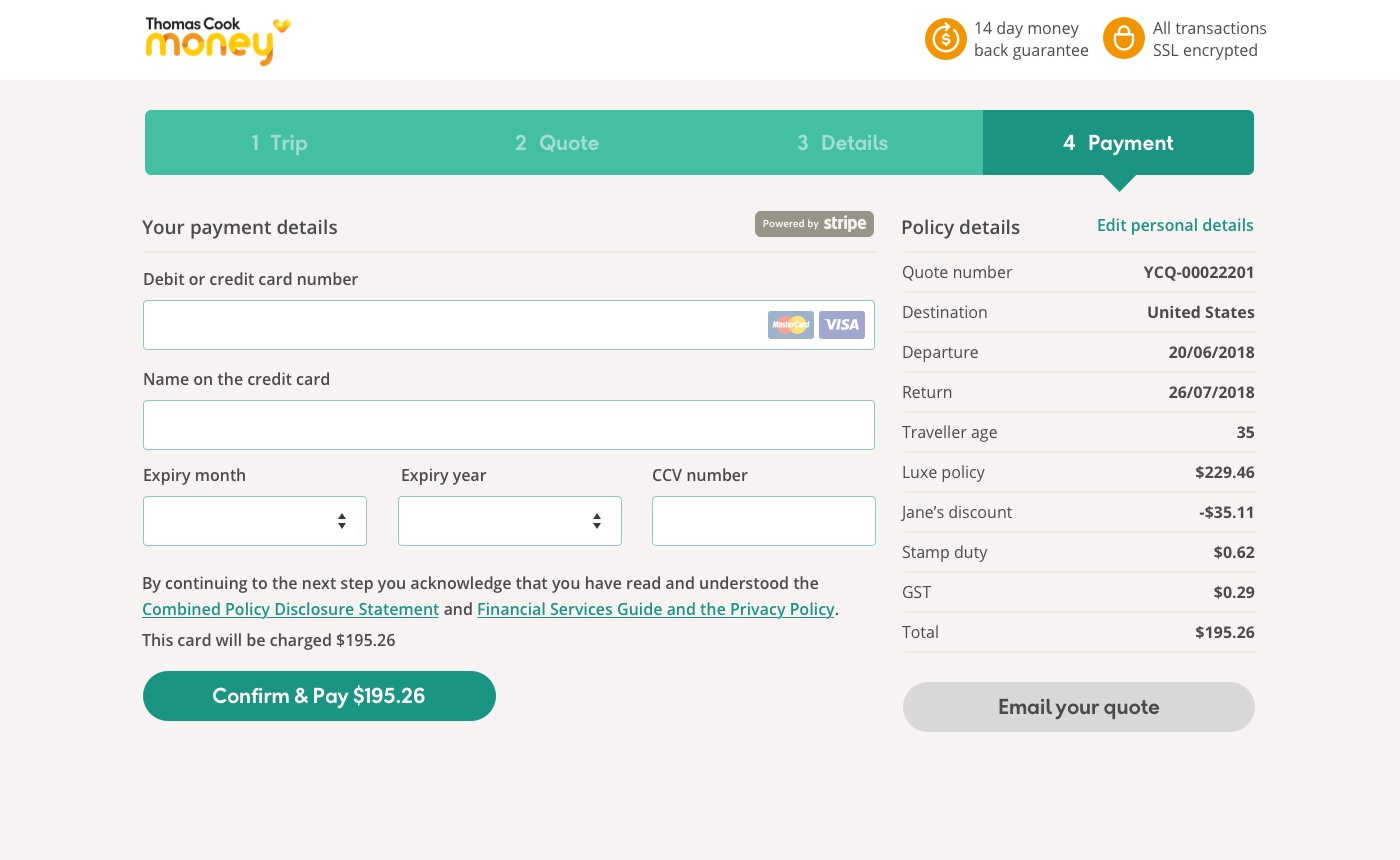 Thomas Cook
money
14 day money
back guarantee
All transactions
SSL encrypted
1 Trip
2 Quote
3 Details
4 Payment
Your payment details
Powered by stripe
Debit or credit card number
MasterCard VISA
Name on the credit card
Expiry month
Expiry year
CCV number
By continuing to the next step you acknowledge that you have read and understood the
Combined Policy Disclosure Statement and Financial Services Guide and the Privacy Policy.
This card will be charged $195.26
Confirm & Pay $195.26
Policy details
Edit personal details
Quote number YCQ-00022201
Destination United States
Departure 20/06/2018
Return 26/07/2018
Traveller age 35
Luxe policy $229.46
Jane’s discount -$35.11
Stamp duty $0.62
GST $0.29
Total $195.26
Email your quote